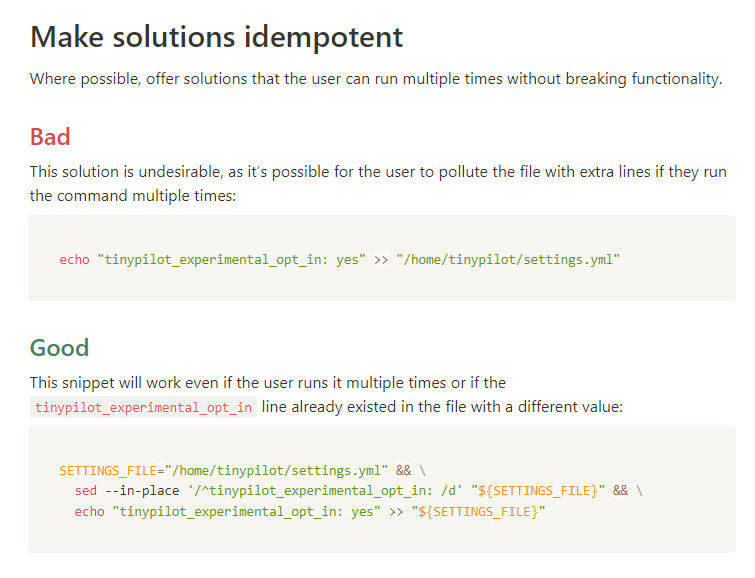 Make solutions idempotent
Where possible, offer solutions that the user can run multiple times without breaking functionality.
Bad
This solution is undesirable, as it's possible for the user to pollute the file with extra lines if they run
the command multiple times:
echo "tinypilot_experimental_opt_in: yes" >> "/home/tinypilot/settings.yml"
Good
This snippet will work even if the user runs it multiple times or if the
tinypilot_experimental_opt_in line already existed in the file with a different value:
SETTINGS_FILE="/home/tinypilot/settings.yml" && \
sed --in-place '/^tinypilot_experimental_opt_in: /d' "${SETTINGS_FILE}" && \
echo "tinypilot_experimental_opt_in: yes" >> "${SETTINGS_FILE}"